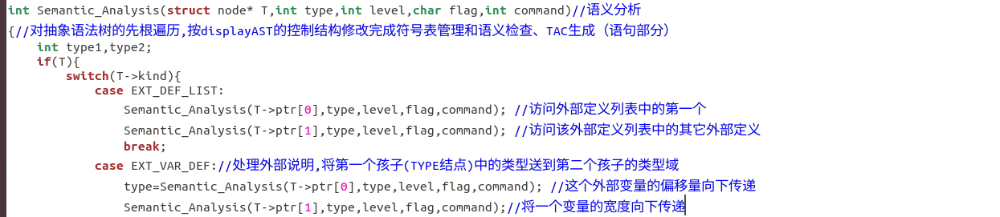 int Semantic_Analysis(struct node* T,int type,int level,char flag,int command)//语义分析
{//对抽象语法树的先根遍历,按displayAST的控制结构修改完成符号表管理和语义检查、TAC生成（语句部分）
    int type1,type2;
    if(T){
        switch(T->kind){
            case EXT_DEF_LIST:
                Semantic_Analysis(T->ptr[0],type,level,flag,command); //访问外部定义列表中的第一个
                Semantic_Analysis(T->ptr[1],type,level,flag,command); //访问该外部定义列表中的其它外部定义
                break;
            case EXT_VAR_DEF://处理外部说明,将第一个孩子(TYPE结点)中的类型送到第二个孩子的类型域
                type=Semantic_Analysis(T->ptr[0],type,level,flag,command); //这个外部变量的偏移量向下传递
                Semantic_Analysis(T->ptr[1],type,level,flag,command);//将一个变量的宽度向下传递